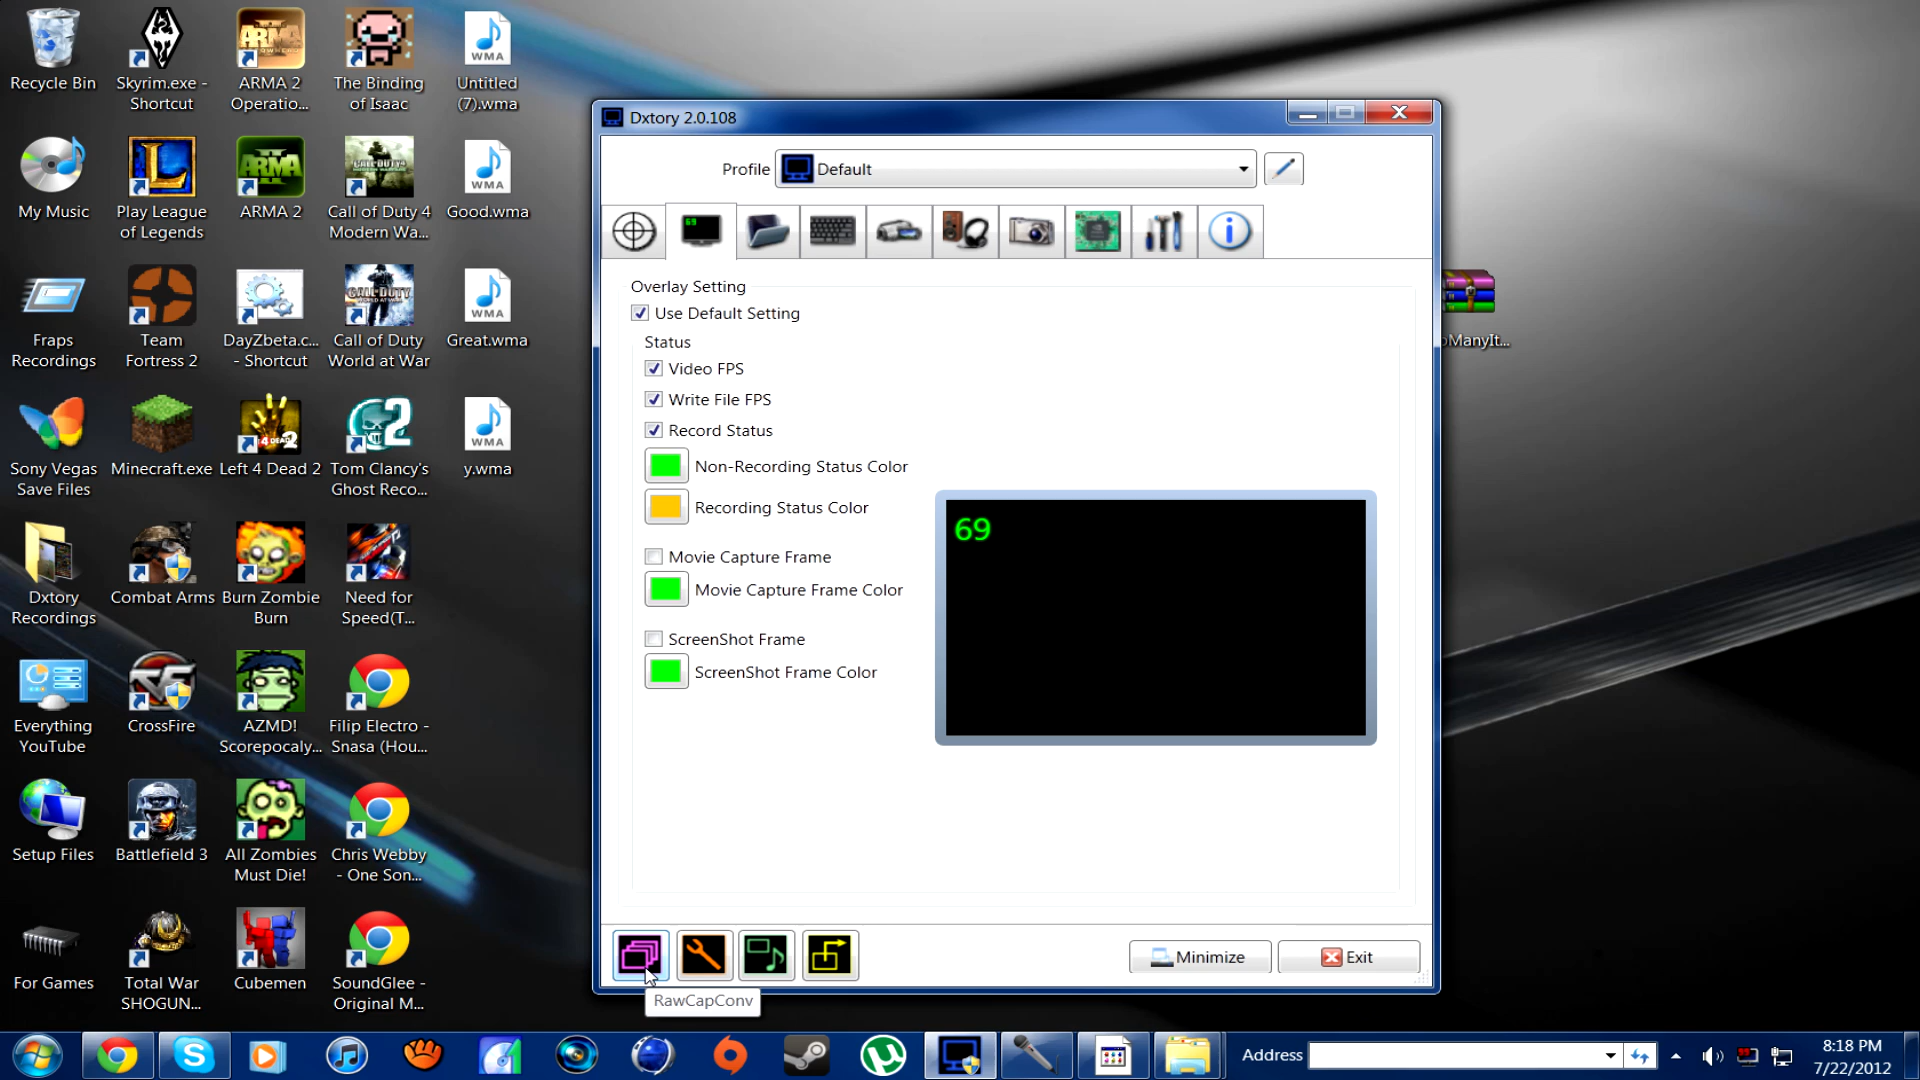 Recycle Bin
Skyrim.exe -
Shortcut
ARMA 2
Operatio...
The Binding
of Isaac
WMA
Untitled
(7).wma
My Music
Play League
of Legends
ARMA 2
Call of Duty 4
Modern Wa...
WMA
Good.wma
Fraps
Recordings
Team
Fortress 2
DayZbeta.c...
- Shortcut
Call of Duty
World at War
WMA
Great.wma
Sony Vegas
Save Files
Minecraft.exe
Left 4 Dead 2
Tom Clancy's
Ghost Reco...
WMA
y.wma
Dxtory
Recordings
Combat Arms
Burn Zombie
Burn
Need for
Speed(T...
Everything
YouTube
CrossFire
AZMD!
Scorepocaly...
Filip Electro -
Snasa (Hou...
Setup Files
Battlefield 3
All Zombies
Must Die!
Chris Webby
- One Son...
For Games
Total War
SHOGUN...
Cubemen
SoundGlee -
Original M...
Dxtory 2.0.108
Profile
Default
69
Overlay Setting
Use Default Setting
Status
Video FPS
Write File FPS
Record Status
Non-Recording Status Color
Recording Status Color
Movie Capture Frame
Movie Capture Frame Color
ScreenShot Frame
ScreenShot Frame Color
69
Minimize
Exit
RawCapConv
oManyIt...
Address
8:18 PM
7/22/2012